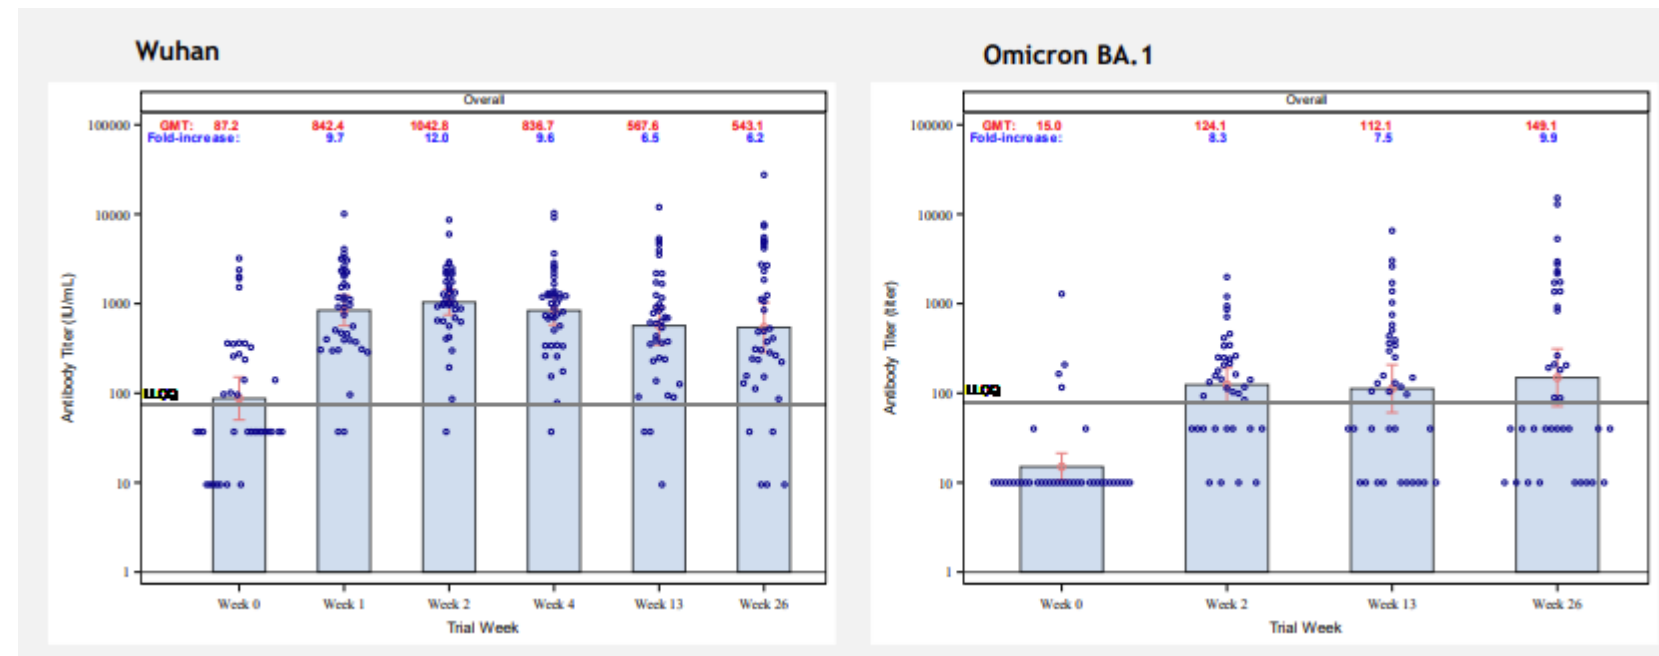 Wuhan
Overall
GMT: 87.2 842.4 1042.8 836.7 567.6 543.1
Fold-increase: 9.7 12.0 9.6 6.5 6.2
100000
10000
1000
100
10
1
LLOQ
Antibody Titer (IU/mL)
Week 0 Week 1 Week 2 Week 4 Week 13 Week 26
Trial Week
Omicron BA.1
Overall
GMT: 15.0 124.1 112.1 149.1
Fold-increase: 8.3 7.5 9.9
100000
10000
1000
100
10
1
LLOQ
Antibody Titer (titer)
Week 0 Week 2 Week 13 Week 26
Trial Week